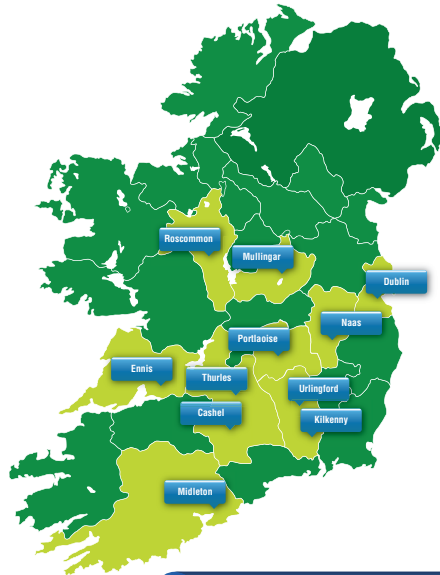 Roscommon
Mullingar
Dublin
Naas
Portlaoise
Ennis
Thurles
Urlingford
Cashel
Kilkenny
Midleton